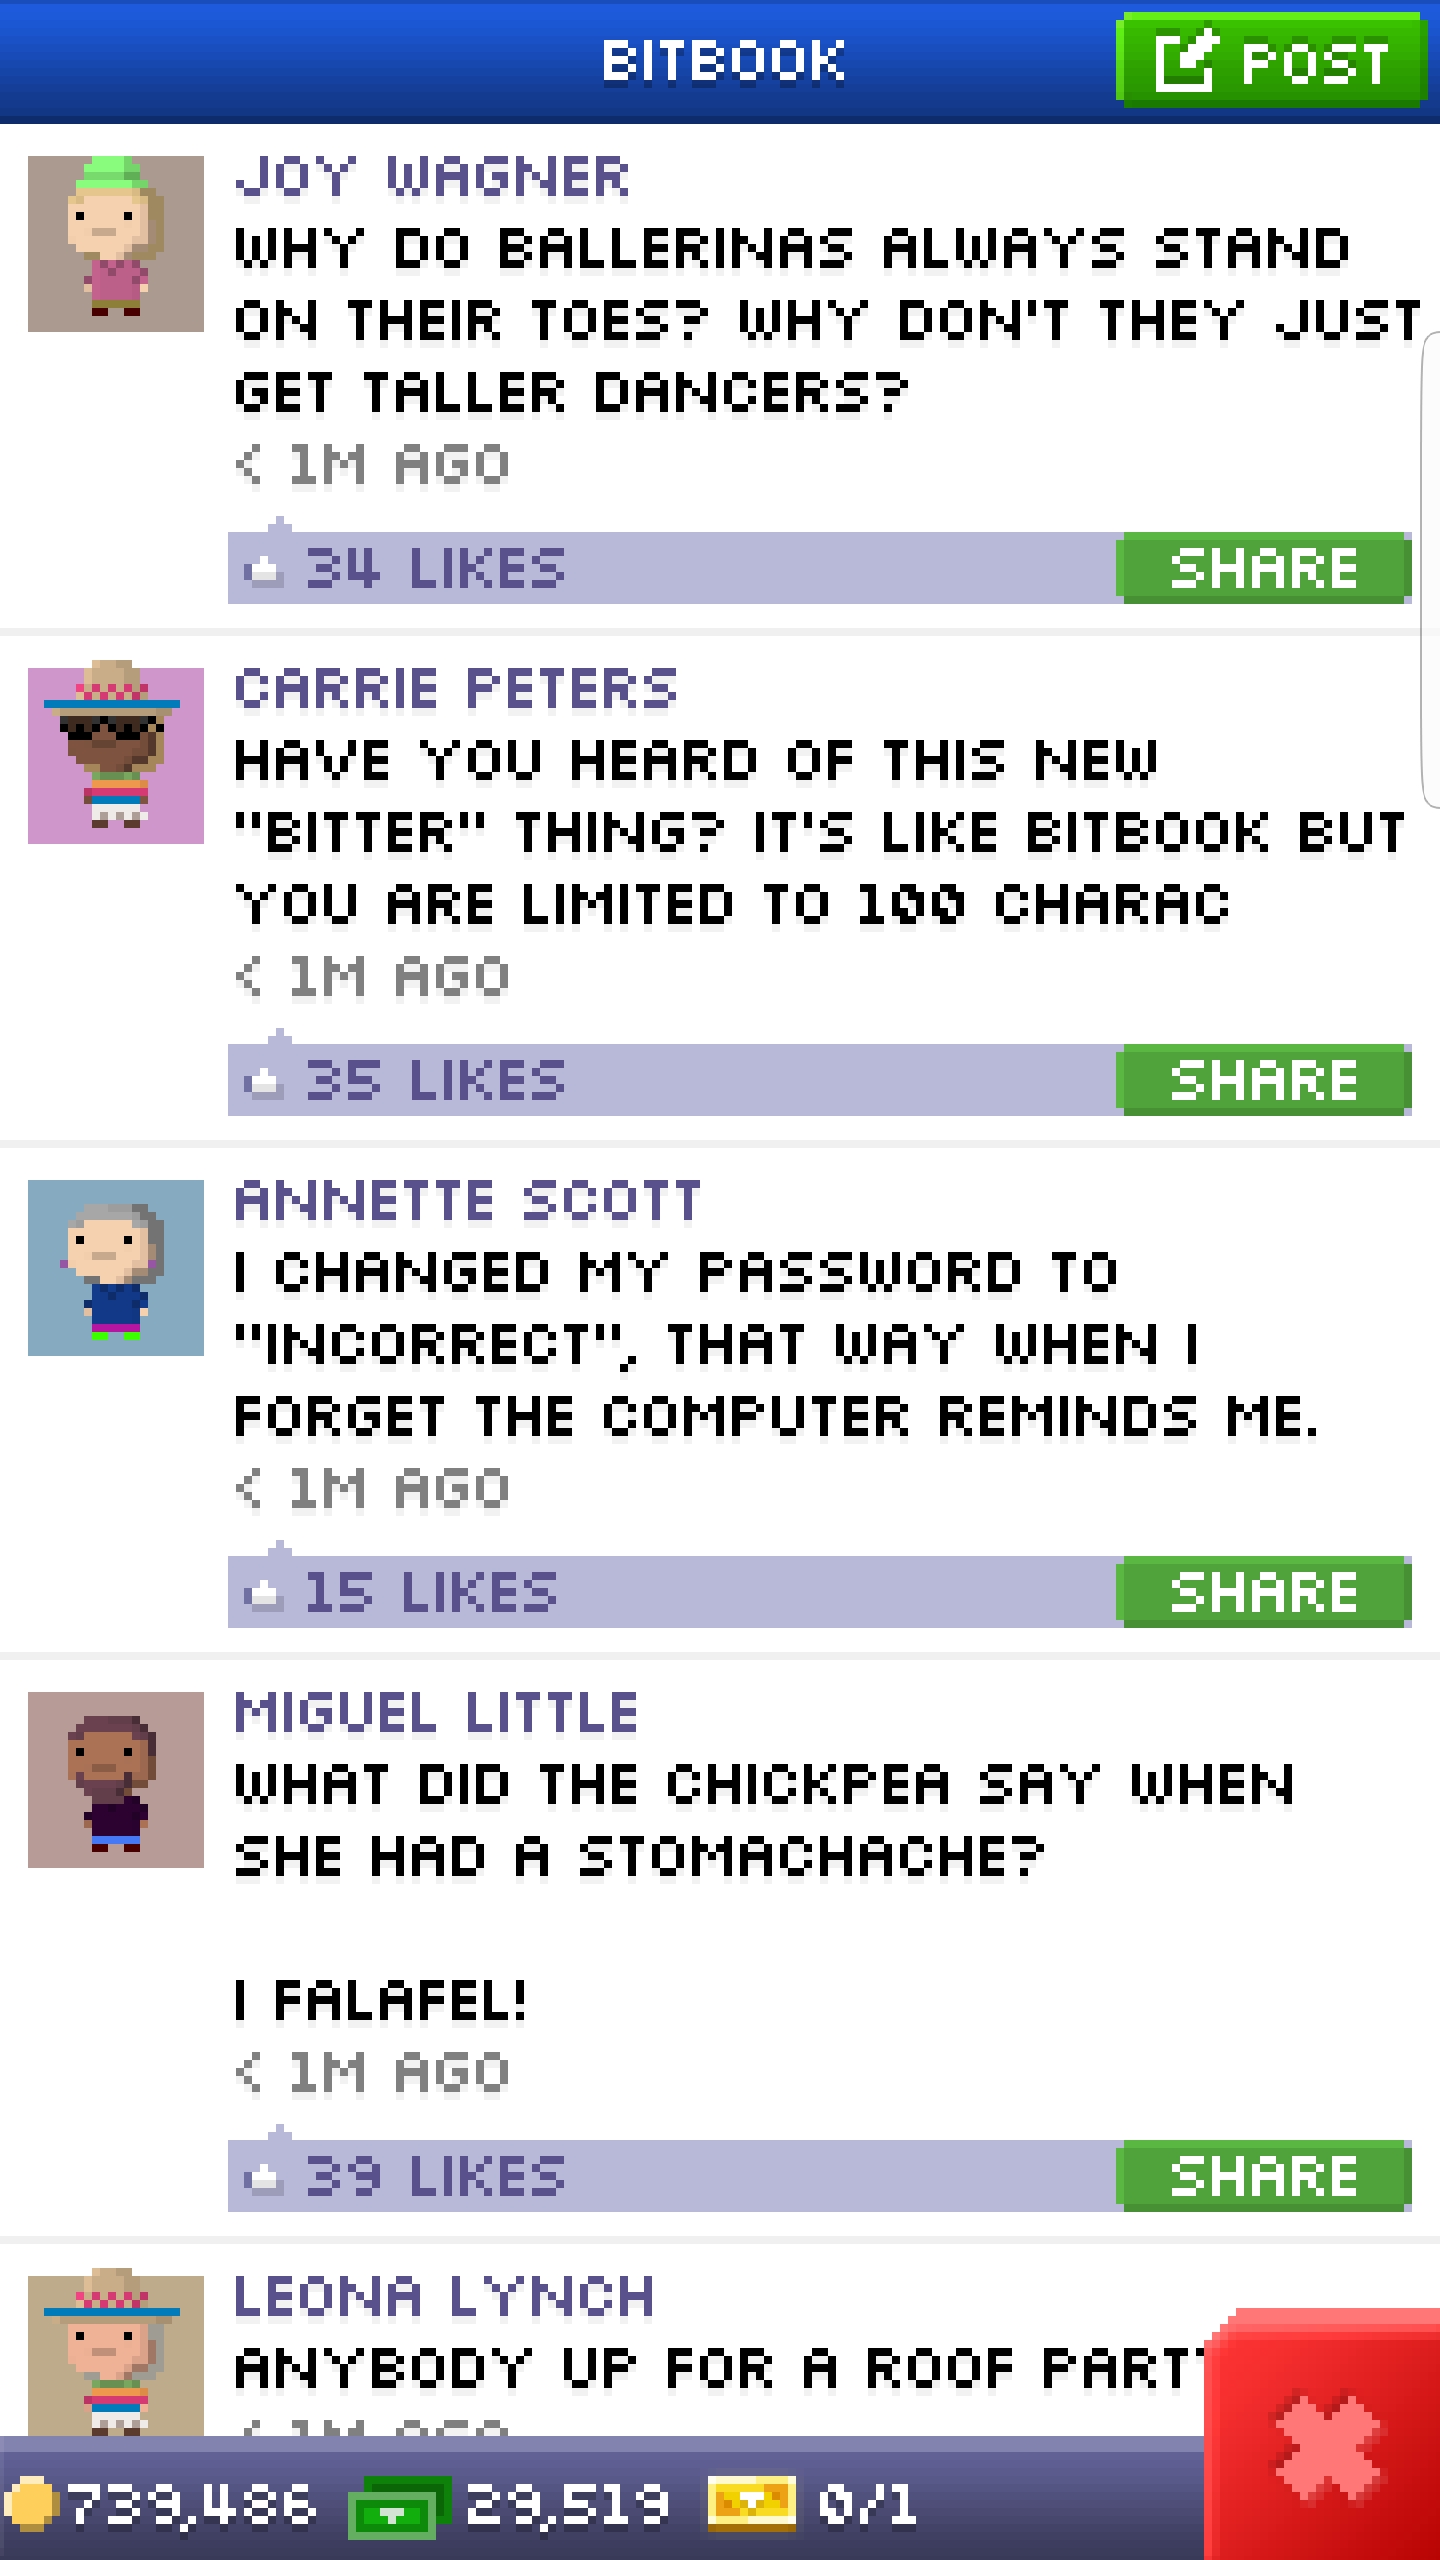 BITBOOK
POST
JOY WAGNER
WHY DO BALLERINAS ALWAYS STAND
ON THEIR TOES? WHY DON'T THEY JUST
GET TALLER DANCERS?
< 1M AGO
34 LIKES
SHARE
CARRIE PETERS
HAVE YOU HEARD OF THIS NEW
"BITTER" THING? IT'S LIKE BITBOOK BUT
YOU ARE LIMITED TO 100 CHARAC
< 1M AGO
35 LIKES
SHARE
ANNETTE SCOTT
I CHANGED MY PASSWORD TO
"INCORRECT", THAT WAY WHEN I
FORGET THE COMPUTER REMINDS ME.
< 1M AGO
15 LIKES
SHARE
MIGUEL LITTLE
WHAT DID THE CHICKPEA SAY WHEN
SHE HAD A STOMACHACHE?
I FALAFEL!
< 1M AGO
39 LIKES
SHARE
LEONA LYNCH
ANYBODY UP FOR A ROOF PARTY
< 1M AGO
739,486 29,519 0/1